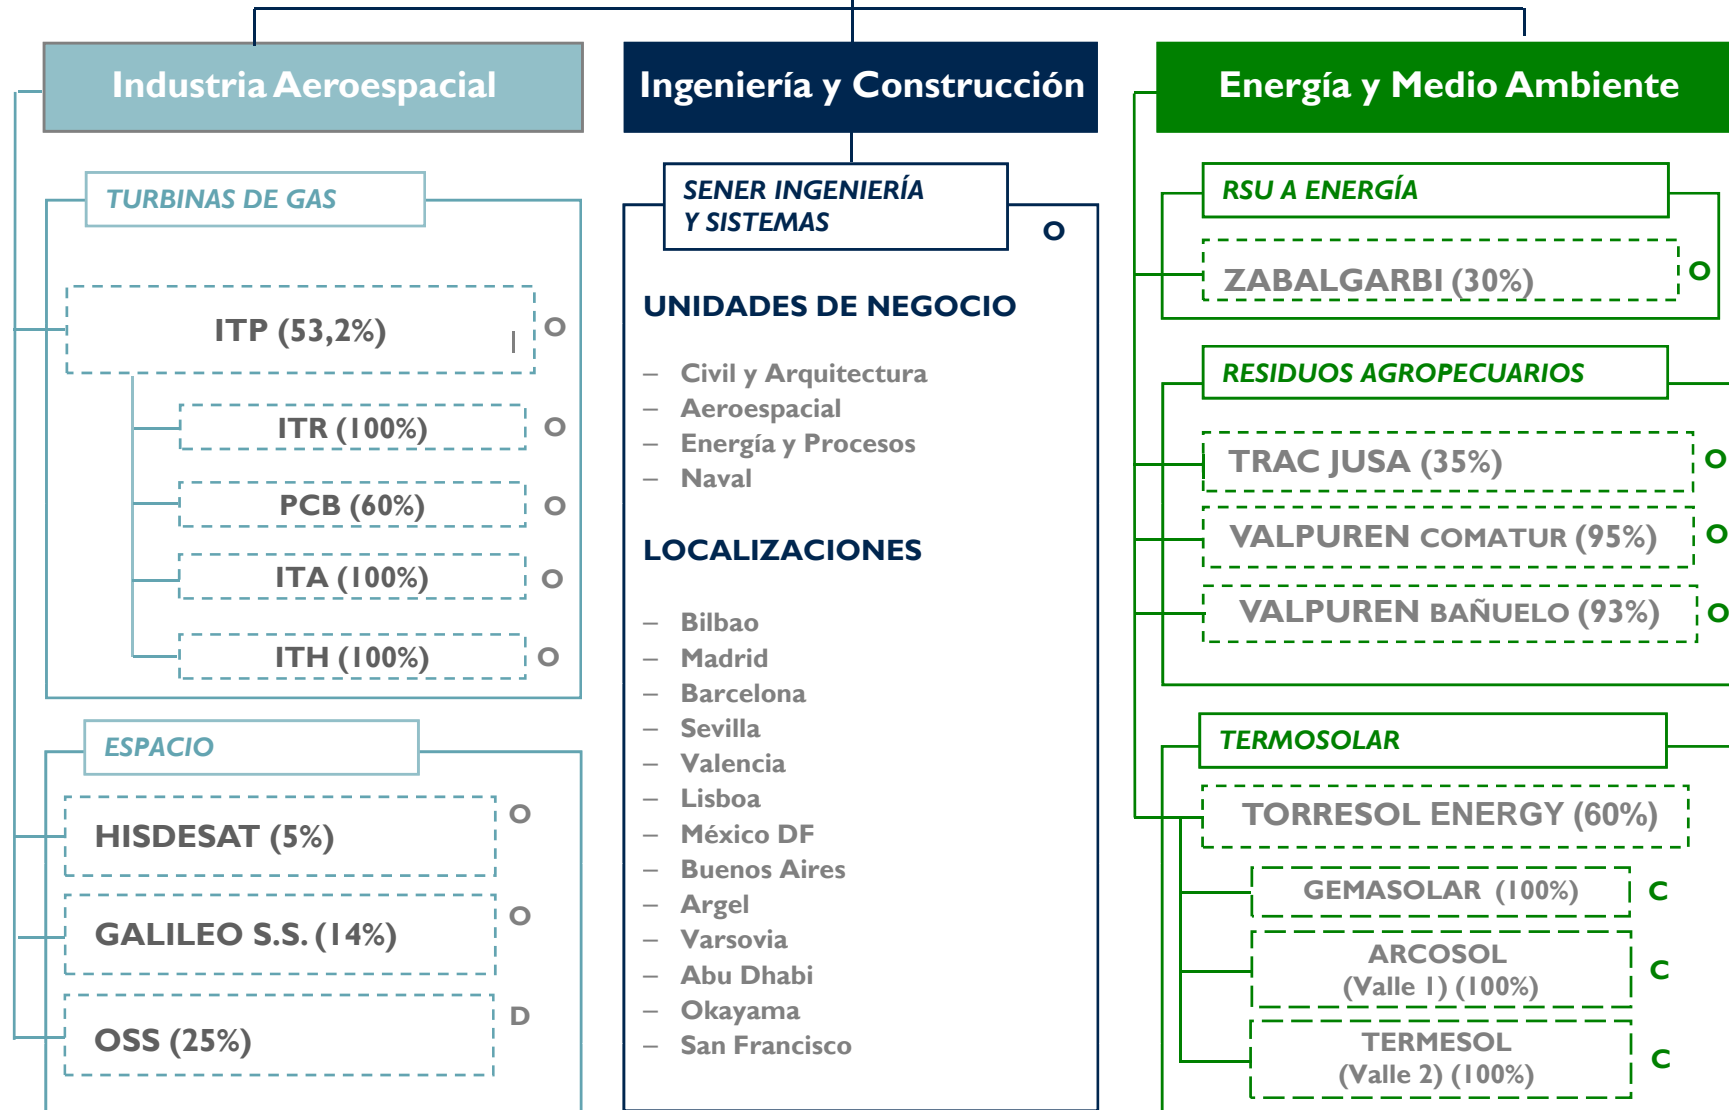 Industria Aeroespacial
TURBINAS DE GAS
ITP (53,2%)
O
ITR (100%)
O
PCB (60%)
O
ITA (100%)
O
ITH (100%)
O
ESPACIO
HISDESAT (5%)
O
GALILEO S.S. (14%)
O
OSS (25%)
D
Ingeniería y Construcción
SENER INGENIERÍA
Y SISTEMAS
O
UNIDADES DE NEGOCIO
– Civil y Arquitectura
– Aeroespacial
– Energía y Procesos
– Naval
LOCALIZACIONES
– Bilbao
– Madrid
– Barcelona
– Sevilla
– Valencia
– Lisboa
– México DF
– Buenos Aires
– Argel
– Varsovia
– Abu Dhabi
– Okayama
– San Francisco
Energía y Medio Ambiente
RSU A ENERGÍA
ZABALGARBI (30%)
O
RESIDUOS AGROPECUARIOS
TRAC JUSA (35%)
O
VALPUREN COMATUR (95%)
O
VALPUREN BAÑUELO (93%)
O
TERMOSOLAR
TORRESOL ENERGY (60%)
GEMASOLAR (100%)
C
ARCOSOL
(Valle 1) (100%)
C
TERMESOL
(Valle 2) (100%)
C